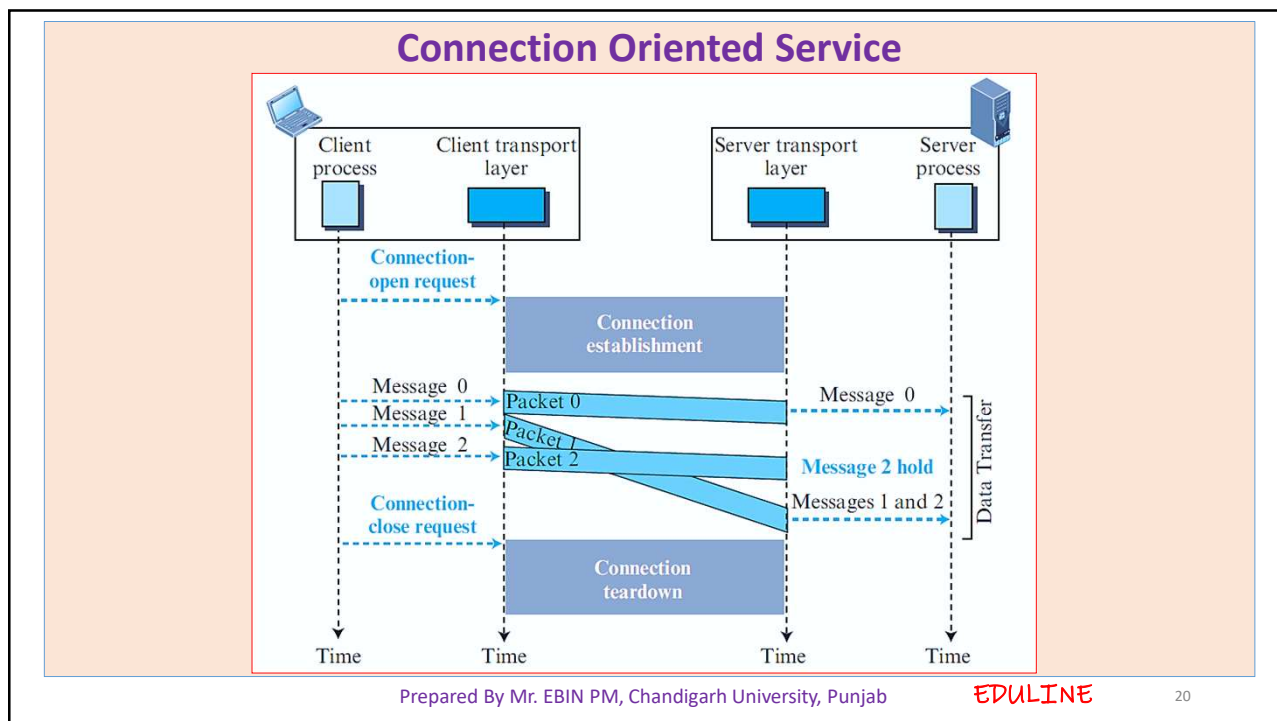 Connection Oriented Service
Client
process
Client transport
layer
Server transport
layer
Server
process
Connection-
open request
Connection
establishment
Message 0
Packet 0
Message 0
Message 1
Packet 1
Message 2
Packet 2
Message 2 hold
Messages 1 and 2
Data Transfer
Connection-
close request
Connection
teardown
Time
Time
Time
Time
Prepared By Mr. EBIN PM, Chandigarh University, Punjab
EDULINE
20